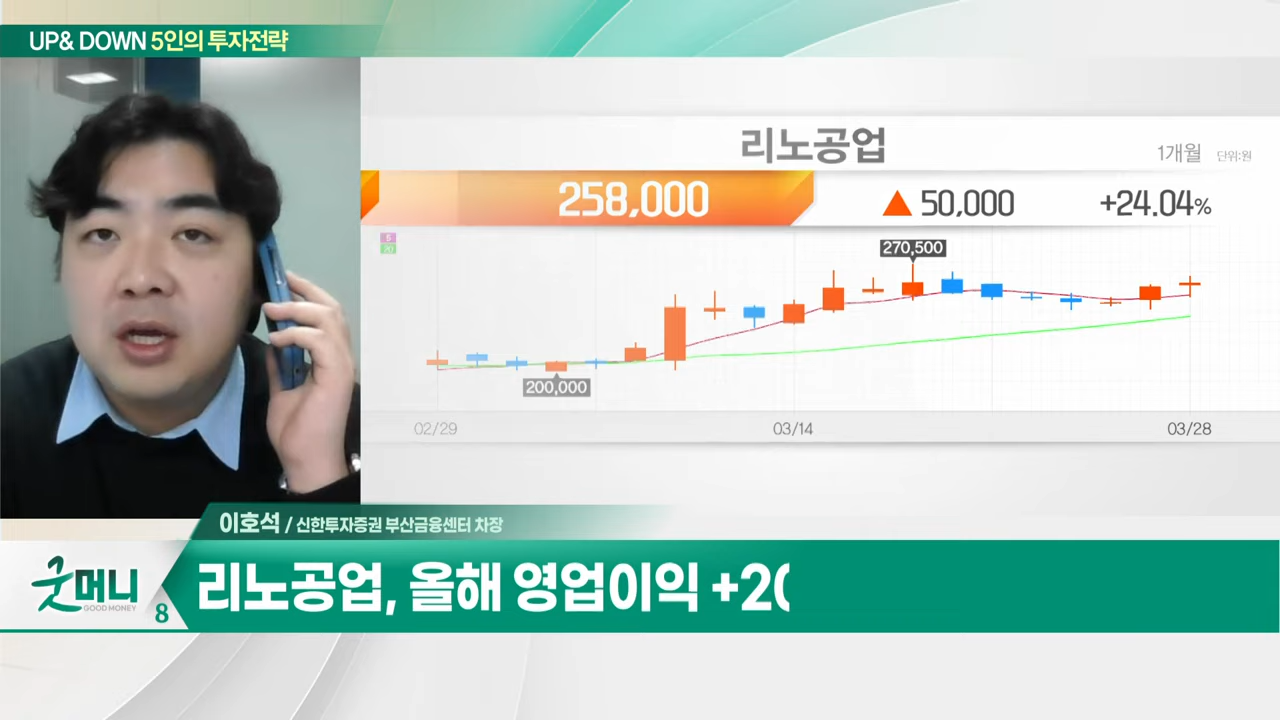 UP& DOWN 5인의 투자전략
리노공업
1개월 단위:원
258,000 ▲ 50,000 +24.04%
5
20
270,500
200,000
02/29 03/14 03/28
이호석 / 신한투자증권 부산금융센터 차장
굿머니
GOOD MONEY
8
리노공업, 올해 영업이익 +2